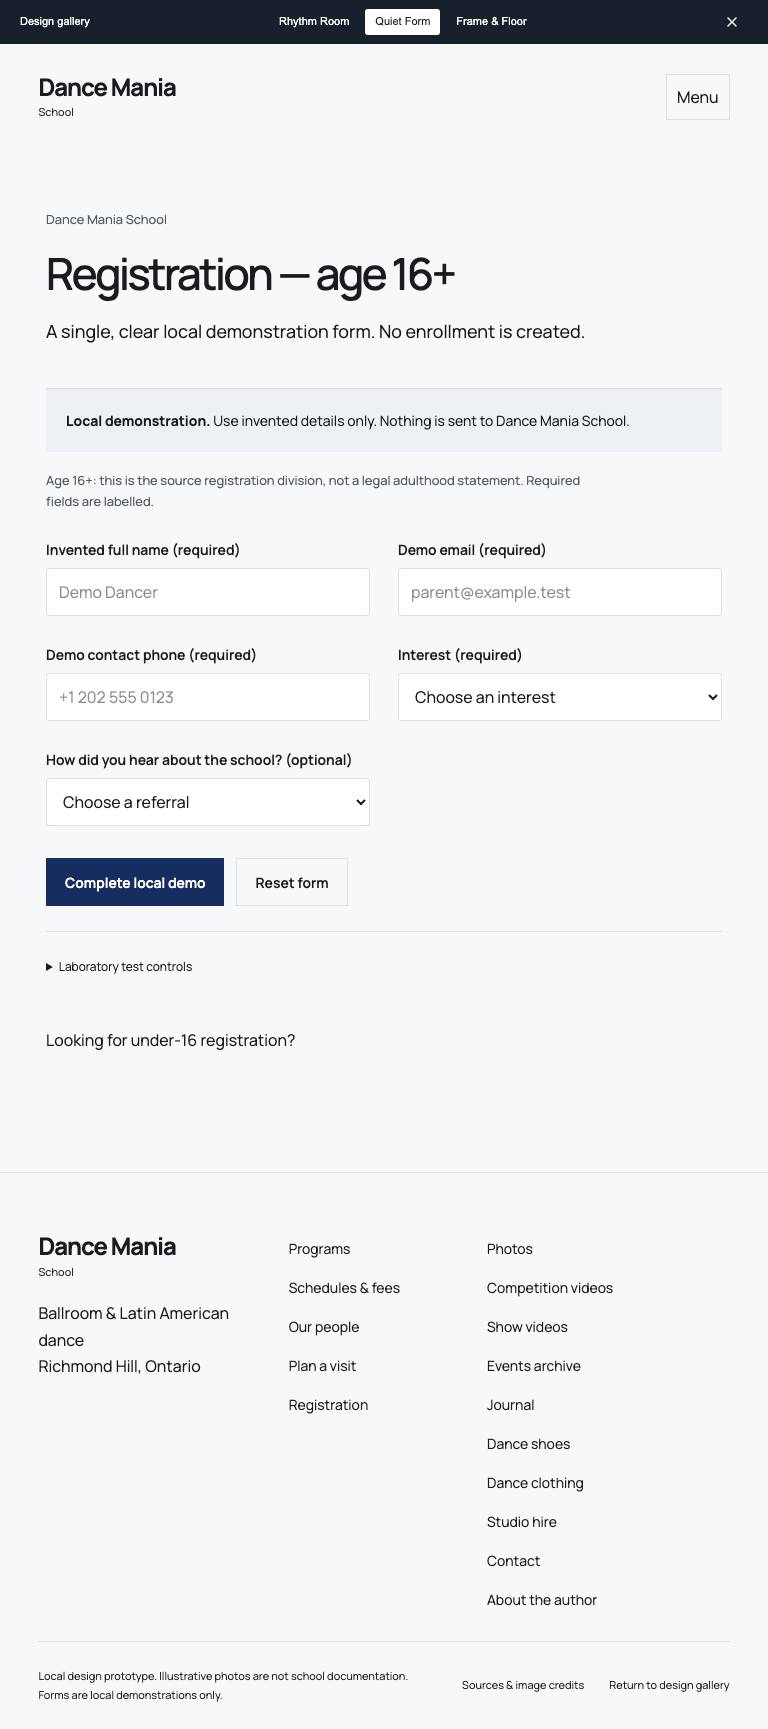 Design gallery
Rhythm Room
Quiet Form
Frame & Floor
×
Dance Mania
School
Menu
Dance Mania School
Registration — age 16+
A single, clear local demonstration form. No enrollment is created.
Local demonstration. Use invented details only. Nothing is sent to Dance Mania School.
Age 16+: this is the source registration division, not a legal adulthood statement. Required
fields are labelled.
Invented full name (required)
Demo Dancer
Demo email (required)
parent@example.test
Demo contact phone (required)
+1 202 555 0123
Interest (required)
Choose an interest
How did you hear about the school? (optional)
Choose a referral
Complete local demo
Reset form
Laboratory test controls
Looking for under-16 registration?
Dance Mania
School
Ballroom & Latin American
dance
Richmond Hill, Ontario
Programs
Schedules & fees
Our people
Plan a visit
Registration
Photos
Competition videos
Show videos
Events archive
Journal
Dance shoes
Dance clothing
Studio hire
Contact
About the author
Local design prototype. Illustrative photos are not school documentation.
Forms are local demonstrations only.
Sources & image credits
Return to design gallery